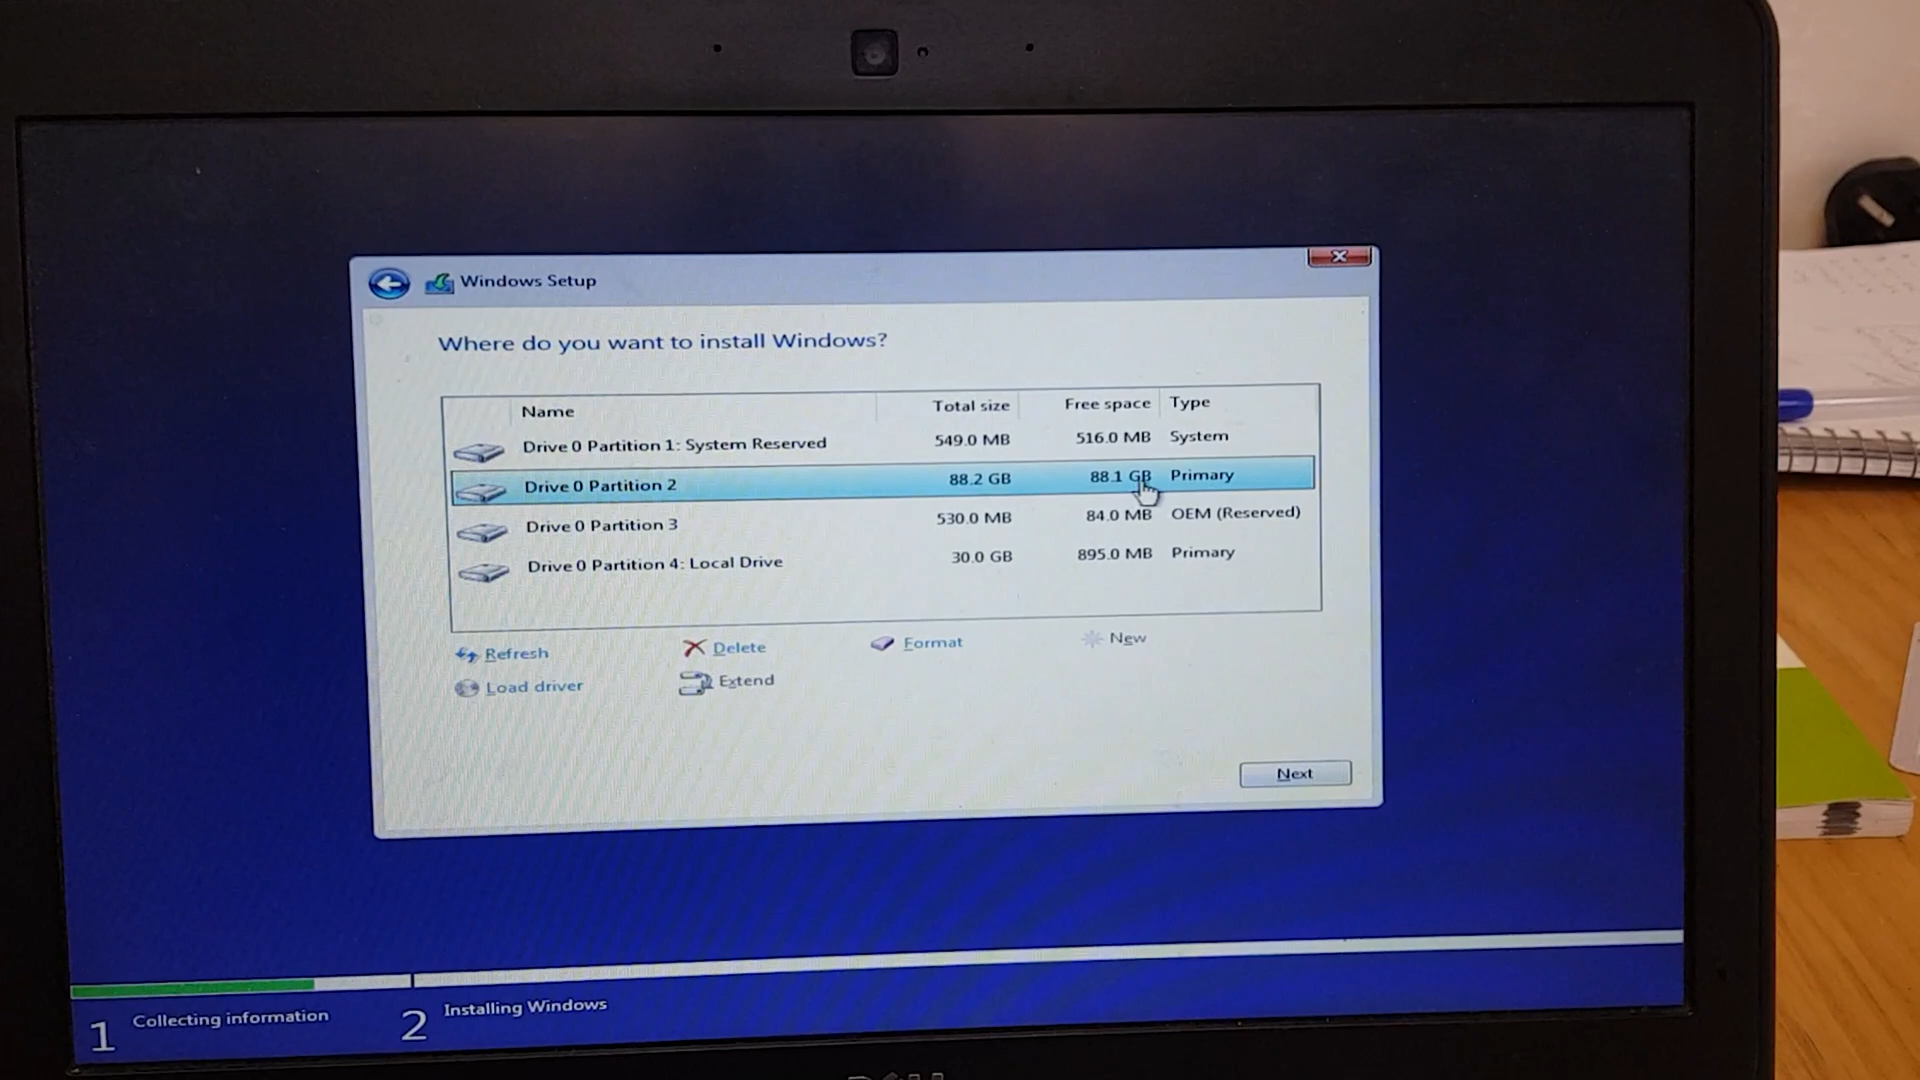 Windows Setup
Where do you want to install Windows?
Name Total size Free space Type
Drive 0 Partition 1: System Reserved 549.0 MB 516.0 MB System
Drive 0 Partition 2 88.2 GB 88.1 GB Primary
Drive 0 Partition 3 530.0 MB 84.0 MB OEM (Reserved)
Drive 0 Partition 4: Local Drive 30.0 GB 895.0 MB Primary
Refresh Delete Format New
Load driver Extend
Next
1 Collecting information 2 Installing Windows